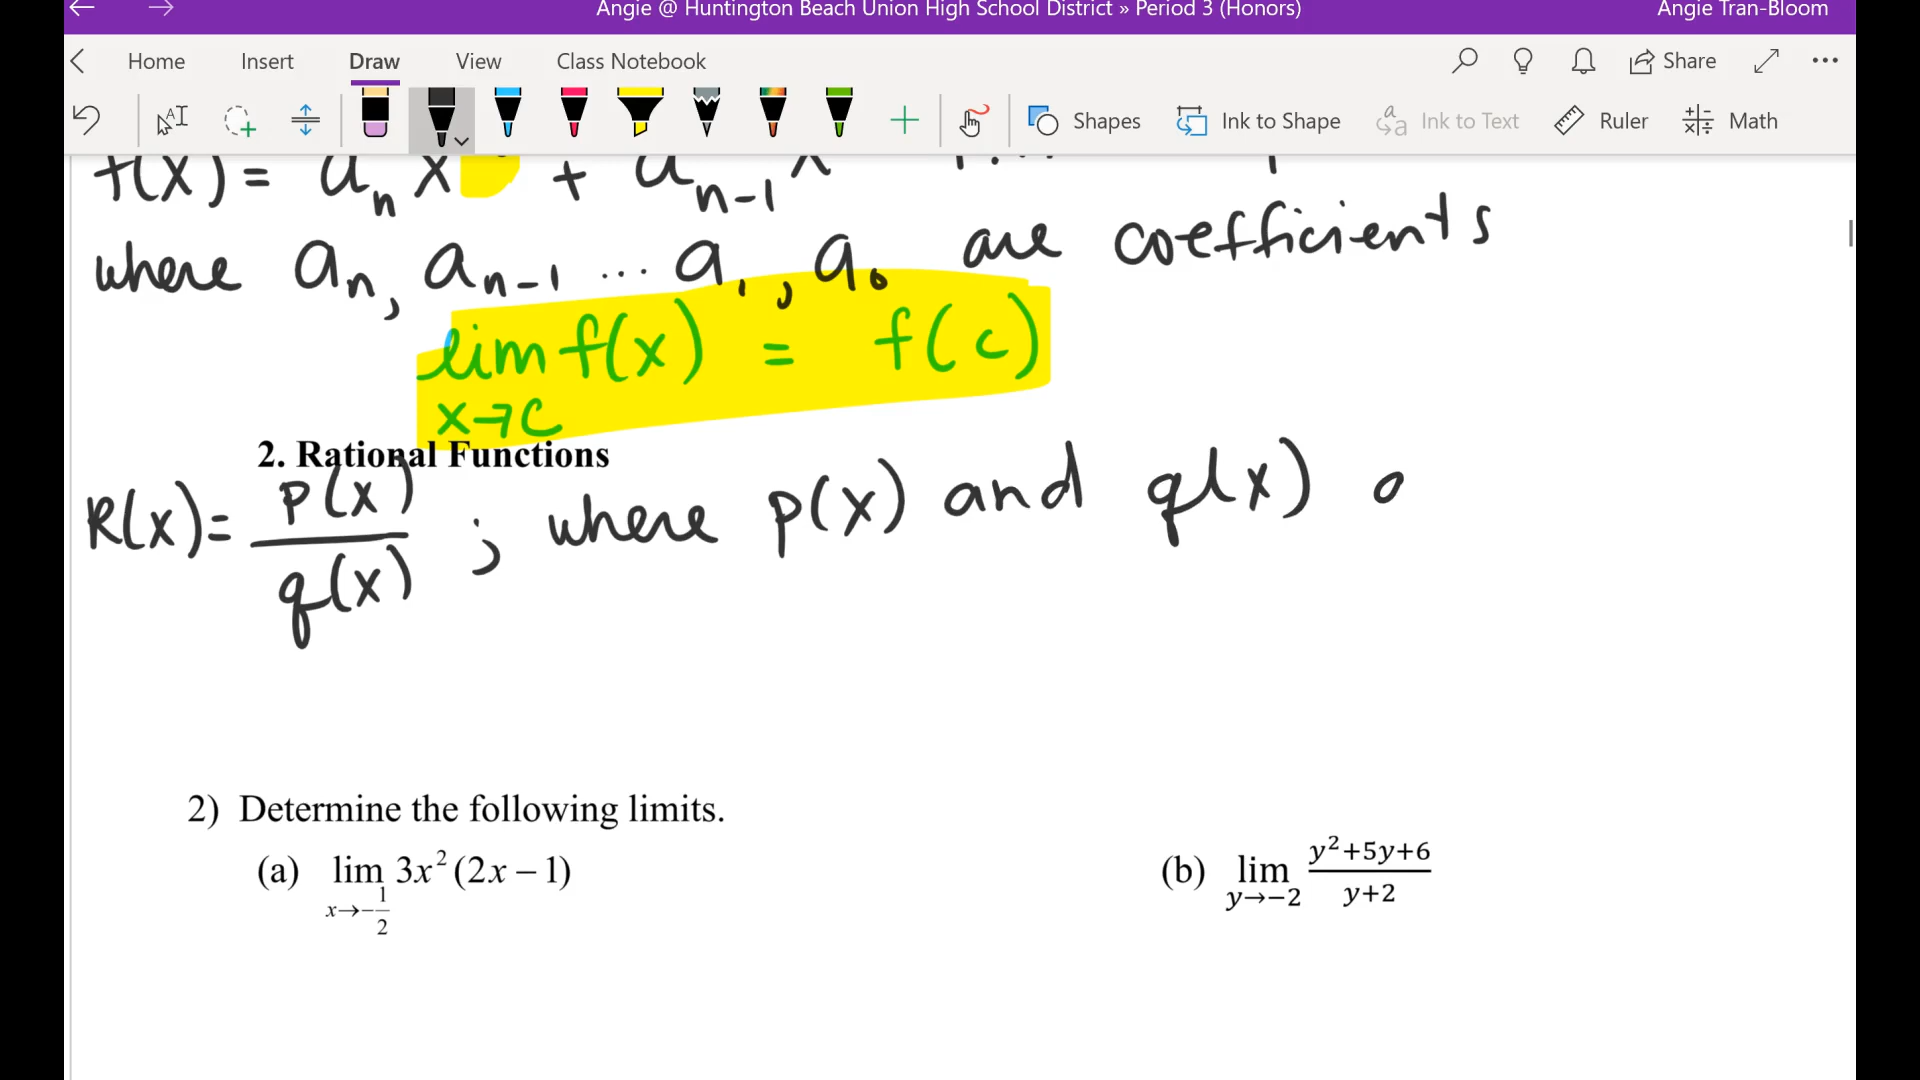 Angie @ Huntington Beach Union High School District » Period 3 (Honors) Angie Tran-Bloom
Home Insert Draw View Class Notebook Share
Shapes Ink to Shape Ink to Text Ruler Math
f(x) = aₙ x + aₙ₋₁ x
where aₙ, aₙ₋₁ ... a₁, a₀ are coefficients
lim f(x) = f(c)
x→c
2. Rational Functions
R(x) = p(x)/q(x) ; where p(x) and q(x) a
2) Determine the following limits.
(a) lim x→-1/2 3x²(2x – 1)
(b) lim y→−2 (y²+5y+6)/(y+2)